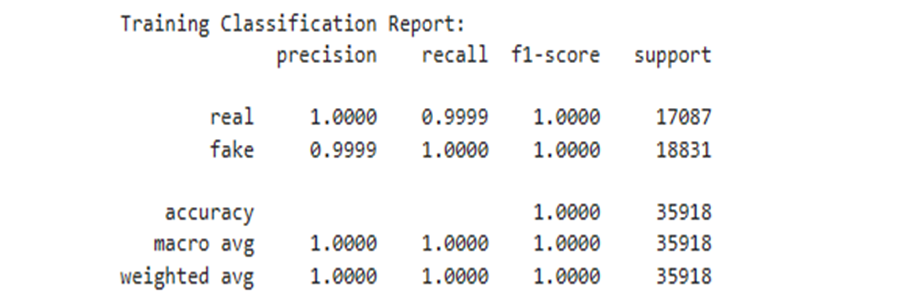 Training Classification Report:
precision recall f1-score support
real 1.0000 0.9999 1.0000 17087
fake 0.9999 1.0000 1.0000 18831
accuracy 1.0000 35918
macro avg 1.0000 1.0000 1.0000 35918
weighted avg 1.0000 1.0000 1.0000 35918